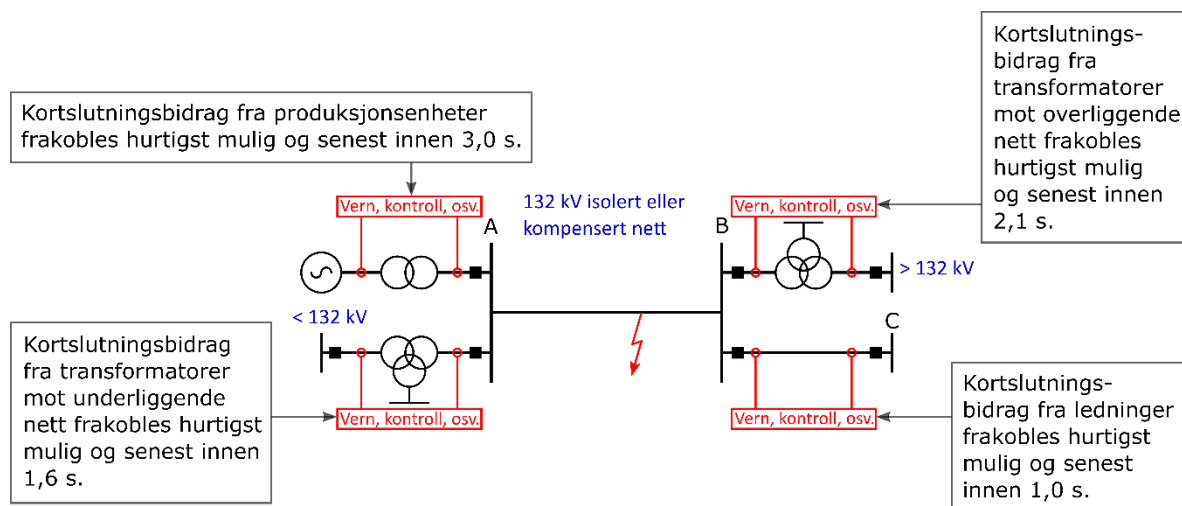 Kortslutnings-
bidrag fra
transformatorer
mot overliggende
nett frakobles
hurtigst mulig
og senest innen
2,1 s.
Kortslutningsbidrag fra produksjonsenheter
frakobles hurtigst mulig og senest innen 3,0 s.
Vern, kontroll, osv.
132 kV isolert eller
kompensert nett
Vern, kontroll, osv.
A
B
> 132 kV
< 132 kV
C
Kortslutningsbidrag
fra transformatorer
mot underliggende
nett frakobles hurtigst
mulig og senest innen
1,6 s.
Vern, kontroll, osv.
Vern, kontroll, osv.
Kortslutnings-
bidrag fra ledninger
frakobles hurtigst
mulig og senest
innen 1,0 s.